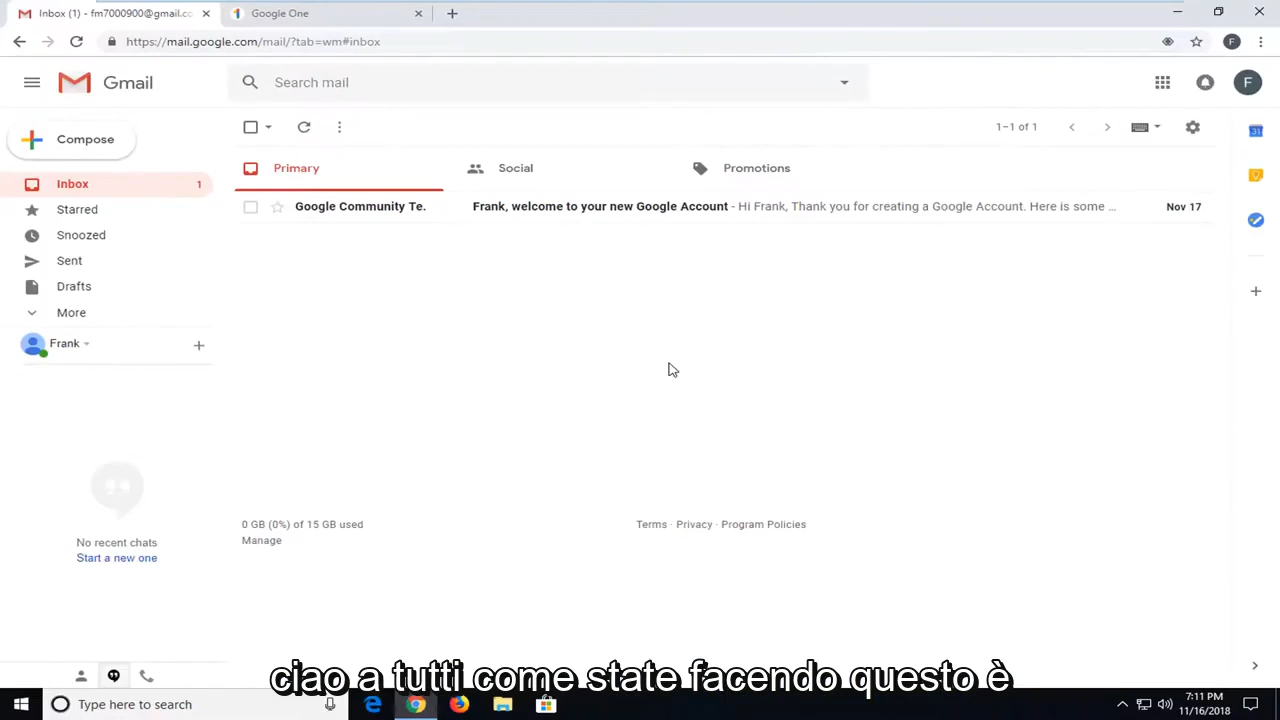 Inbox (1) - fm7000900@gmail.co
Google One
https://mail.google.com/mail/?tab=wm#inbox
F
Gmail
Search mail
F
Compose
1–1 of 1
31
Primary
Social
Promotions
Inbox 1
Google Community Te. Frank, welcome to your new Google Account - Hi Frank, Thank you for creating a Google Account. Here is some ... Nov 17
Starred
Snoozed
Sent
Drafts
More
Frank
0 GB (0%) of 15 GB used
Manage
Terms · Privacy · Program Policies
No recent chats
Start a new one
ciao a tutti come state facendo questo è
Type here to search
7:11 PM
11/16/2018